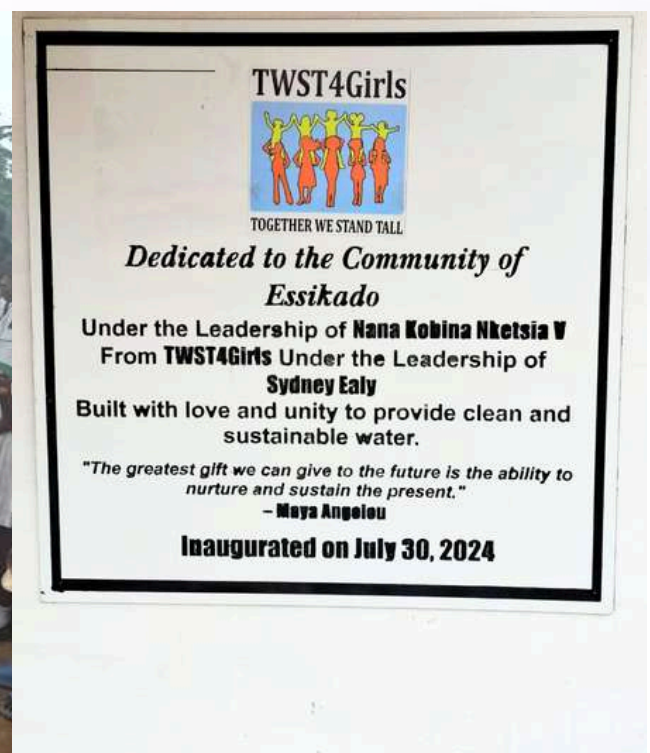 TWST4Girls
TOGETHER WE STAND TALL
Dedicated to the Community of
Essikado
Under the Leadership of Nana Kobina Nketsia V
From TWST4Girls Under the Leadership of
Sydney Ealy
Built with love and unity to provide clean and
sustainable water.
"The greatest gift we can give to the future is the ability to
nurture and sustain the present."
– Maya Angelou
Inaugurated on July 30, 2024